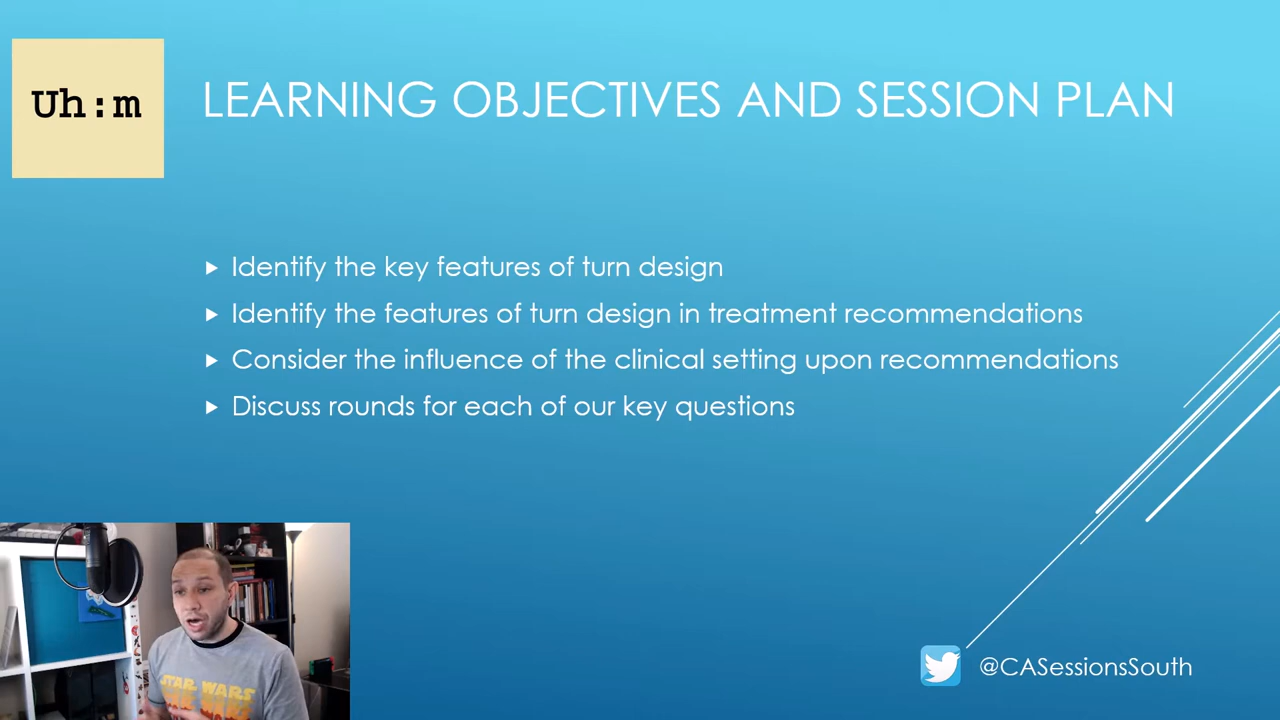 Uh:m
LEARNING OBJECTIVES AND SESSION PLAN
Identify the key features of turn design
Identify the features of turn design in treatment recommendations
Consider the influence of the clinical setting upon recommendations
Discuss rounds for each of our key questions
STAR WARS
@CASessionsSouth